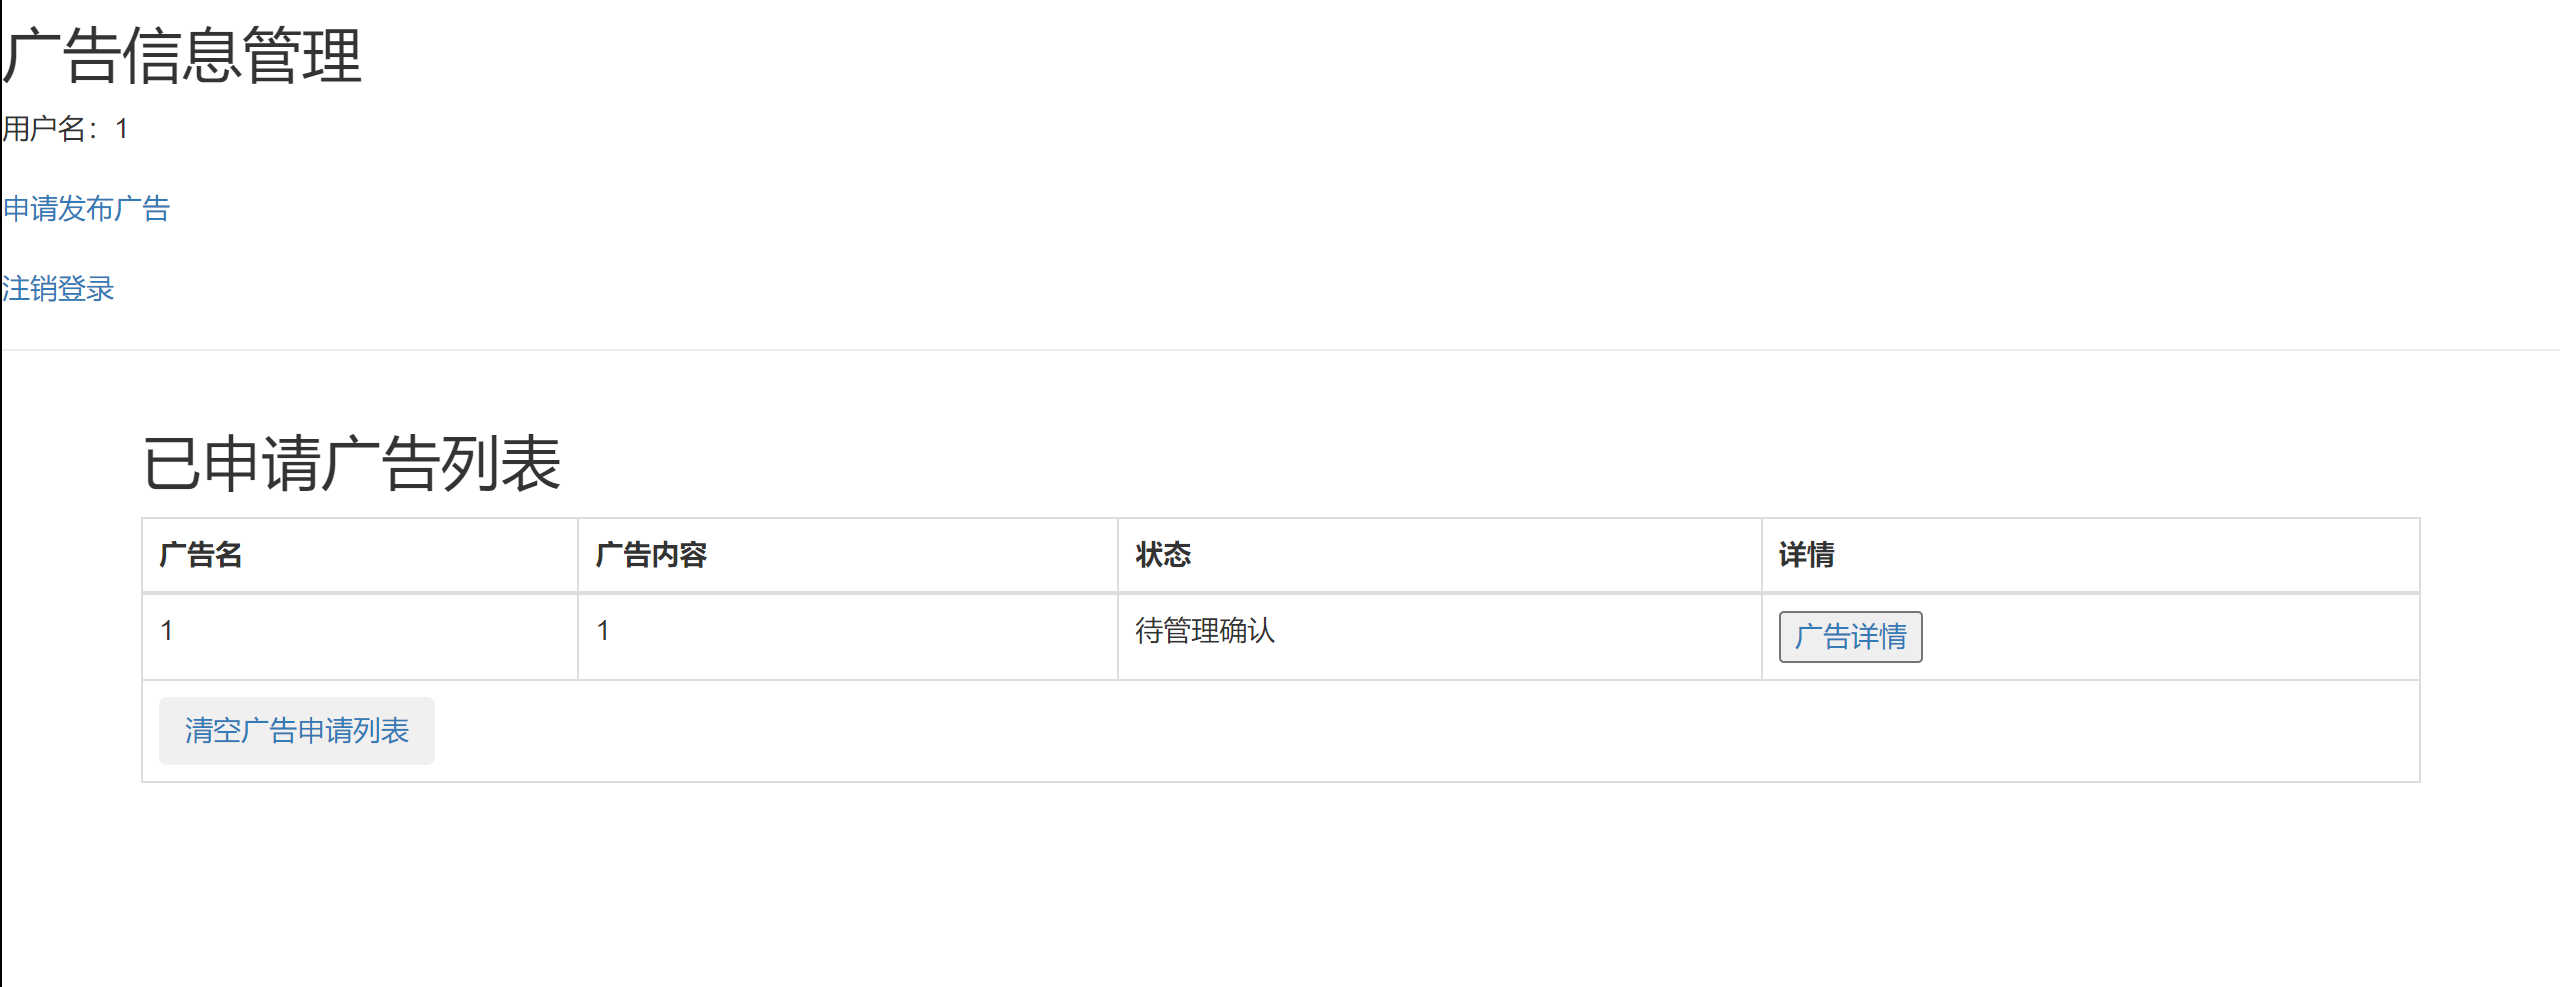 广告信息管理
用户名：1
申请发布广告
注销登录
已申请广告列表
广告名 广告内容 状态 详情
1 1 待管理确认 广告详情
清空广告申请列表